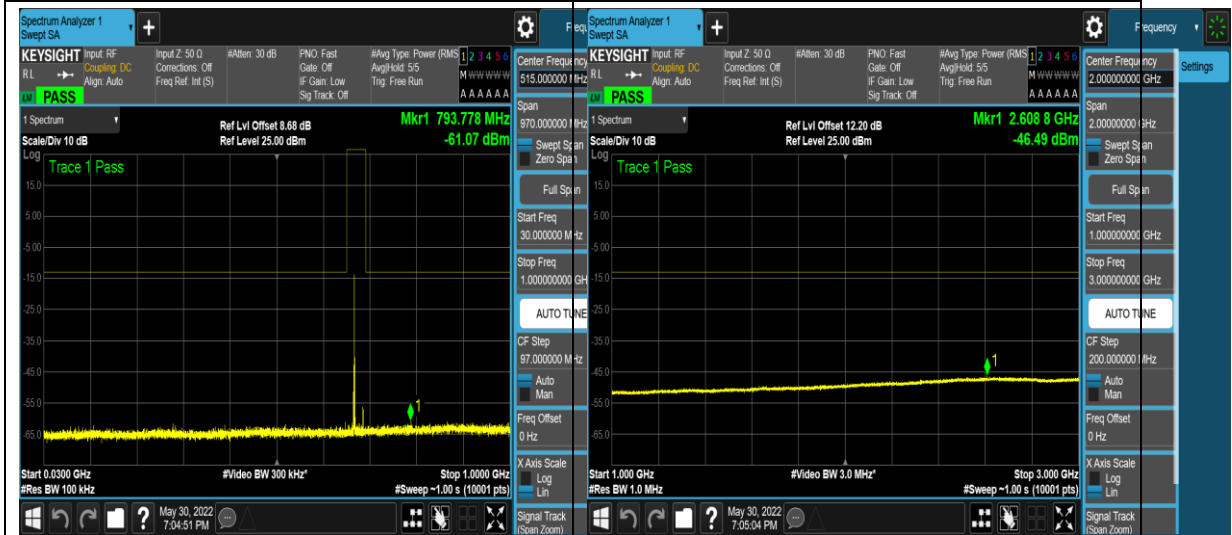 Spectrum Analyzer 1
Swept SA
+
Frequ
KEYSIGHT
Input: RF
Coupling: DC
Align: Auto
Input Z: 50 Ω
Corrections: Off
Freq Ref: Int (S)
#Atten: 30 dB
PNO: Fast
Gate: Off
IF Gain: Low
Sig Track: Off
#Avg Type: Power (RMS
Avg|Hold: 5/5
Trig: Free Run
1 2 3 4 5 6
M W W W W W
A A A A A A
RL
PASS
Center Frequency
515.000000 MHz
Span
970.000000 MHz
Swept Span
Zero Span
Full Span
Start Freq
30.000000 MHz
Stop Freq
1.000000000 GH
AUTO TUNE
CF Step
97.000000 MHz
Auto
Man
Freq Offset
0 Hz
X Axis Scale
Log
Lin
Signal Track
(Span Zoom)
1 Spectrum
Scale/Div 10 dB
Ref Lvl Offset 8.68 dB
Ref Level 25.00 dBm
Mkr1 793.778 MHz
-61.07 dBm
Log
Trace 1 Pass
15.0
5.00
-5.00
-15.0
-25.0
-35.0
-45.0
-55.0
-65.0
1
Start 0.0300 GHz
#Res BW 100 kHz
#Video BW 300 kHz*
Stop 1.0000 GHz
#Sweep ~1.00 s (10001 pts)
?
May 30, 2022
7:04:51 PM
Spectrum Analyzer 1
Swept SA
+
Frequency
Settings
KEYSIGHT
Input: RF
Coupling: DC
Align: Auto
Input Z: 50 Ω
Corrections: Off
Freq Ref: Int (S)
#Atten: 30 dB
PNO: Fast
Gate: Off
IF Gain: Low
Sig Track: Off
#Avg Type: Power (RMS
Avg|Hold: 5/5
Trig: Free Run
1 2 3 4 5 6
M W W W W W
A A A A A A
RL
PASS
Center Frequency
2.000000000 GHz
Span
2.00000000 GHz
Swept Span
Zero Span
Full Span
Start Freq
1.000000000 GHz
Stop Freq
3.000000000 GHz
AUTO TUNE
CF Step
200.000000 MHz
Auto
Man
Freq Offset
0 Hz
X Axis Scale
Log
Lin
Signal Track
(Span Zoom)
1 Spectrum
Scale/Div 10 dB
Ref Lvl Offset 12.20 dB
Ref Level 25.00 dBm
Mkr1 2.608 8 GHz
-46.49 dBm
Log
Trace 1 Pass
15.0
5.00
-5.00
-15.0
-25.0
-35.0
-45.0
-55.0
-65.0
1
Start 1.000 GHz
#Res BW 1.0 MHz
#Video BW 3.0 MHz*
Stop 3.000 GHz
#Sweep ~1.00 s (10001 pts)
?
May 30, 2022
7:05:04 PM